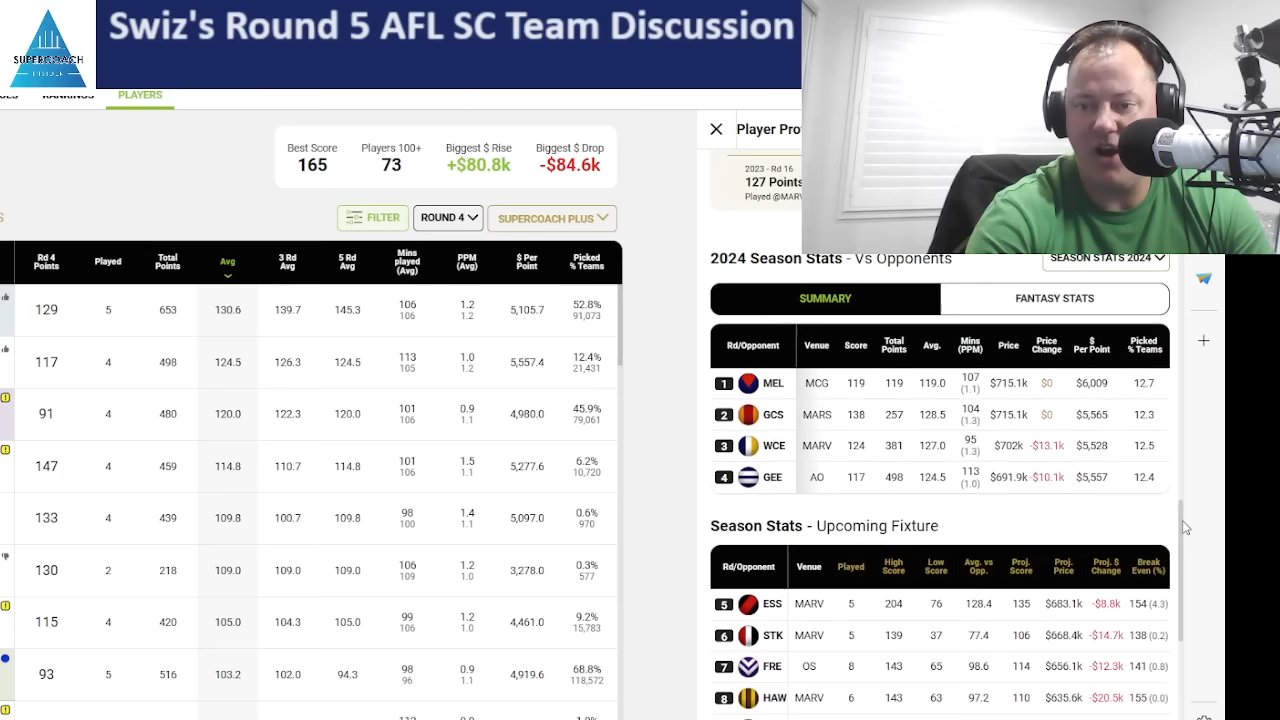 Swiz's Round 5 AFL SC Team Discussion
SUPERCOACH
RANKINGS
PLAYERS
Best Score
Players 100+
Biggest $ Rise
Biggest $ Drop
165
73
+$80.8k
-$84.6k
FILTER
ROUND 4
SUPERCOACH PLUS
Rd 4 Points
Played
Total Points
Avg
3 Rd Avg
5 Rd Avg
Mins played (Avg)
PPM (Avg)
$ Per Point
Picked % Teams
129 5 653 130.6 139.7 145.3 106 106 1.2 1.2 5,105.7 52.8% 91,073
117 4 498 124.5 126.3 124.5 113 105 1.0 1.2 5,557.4 12.4% 21,431
91 4 480 120.0 122.3 120.0 101 106 0.9 1.1 4,980.0 45.9% 79,061
147 4 459 114.8 110.7 114.8 101 106 1.5 1.1 5,277.6 6.2% 10,720
133 4 439 109.8 100.7 109.8 98 100 1.4 1.1 5,097.0 0.6% 970
130 2 218 109.0 109.0 109.0 106 109 1.2 1.0 3,278.0 0.3% 577
115 4 420 105.0 104.3 105.0 99 106 1.2 1.0 4,461.0 9.2% 15,783
93 5 516 103.2 102.0 94.3 98 96 0.9 1.1 4,919.6 68.8% 118,572
Player Pro
2023 - Rd 16
127 Points
Played @MARV
2024 Season Stats - Vs Opponents
SEASON STATS 2024
SUMMARY
FANTASY STATS
Rd/Opponent Venue Score Total Points Avg. Mins (PPM) Price Price Change $ Per Point Picked % Teams
1 MEL MCG 119 119 119.0 107 (1.1) $715.1k $0 $6,009 12.7
2 GCS MARS 138 257 128.5 104 (1.3) $715.1k $0 $5,565 12.3
3 WCE MARV 124 381 127.0 95 (1.3) $702k -$13.1k $5,528 12.5
4 GEE AO 117 498 124.5 113 (1.0) $691.9k -$10.1k $5,557 12.4
Season Stats - Upcoming Fixture
Rd/Opponent Venue Played High Score Low Score Avg. vs Opp. Proj. Score Proj. Price Proj. $ Change Break Even (%)
5 ESS MARV 5 204 76 128.4 135 $683.1k -$8.8k 154 (4.3)
6 STK MARV 5 139 37 77.4 106 $668.4k -$14.7k 138 (0.2)
7 FRE OS 8 143 65 98.6 114 $656.1k -$12.3k 141 (0.8)
8 HAW MARV 6 143 63 97.2 110 $635.6k -$20.5k 155 (0.0)